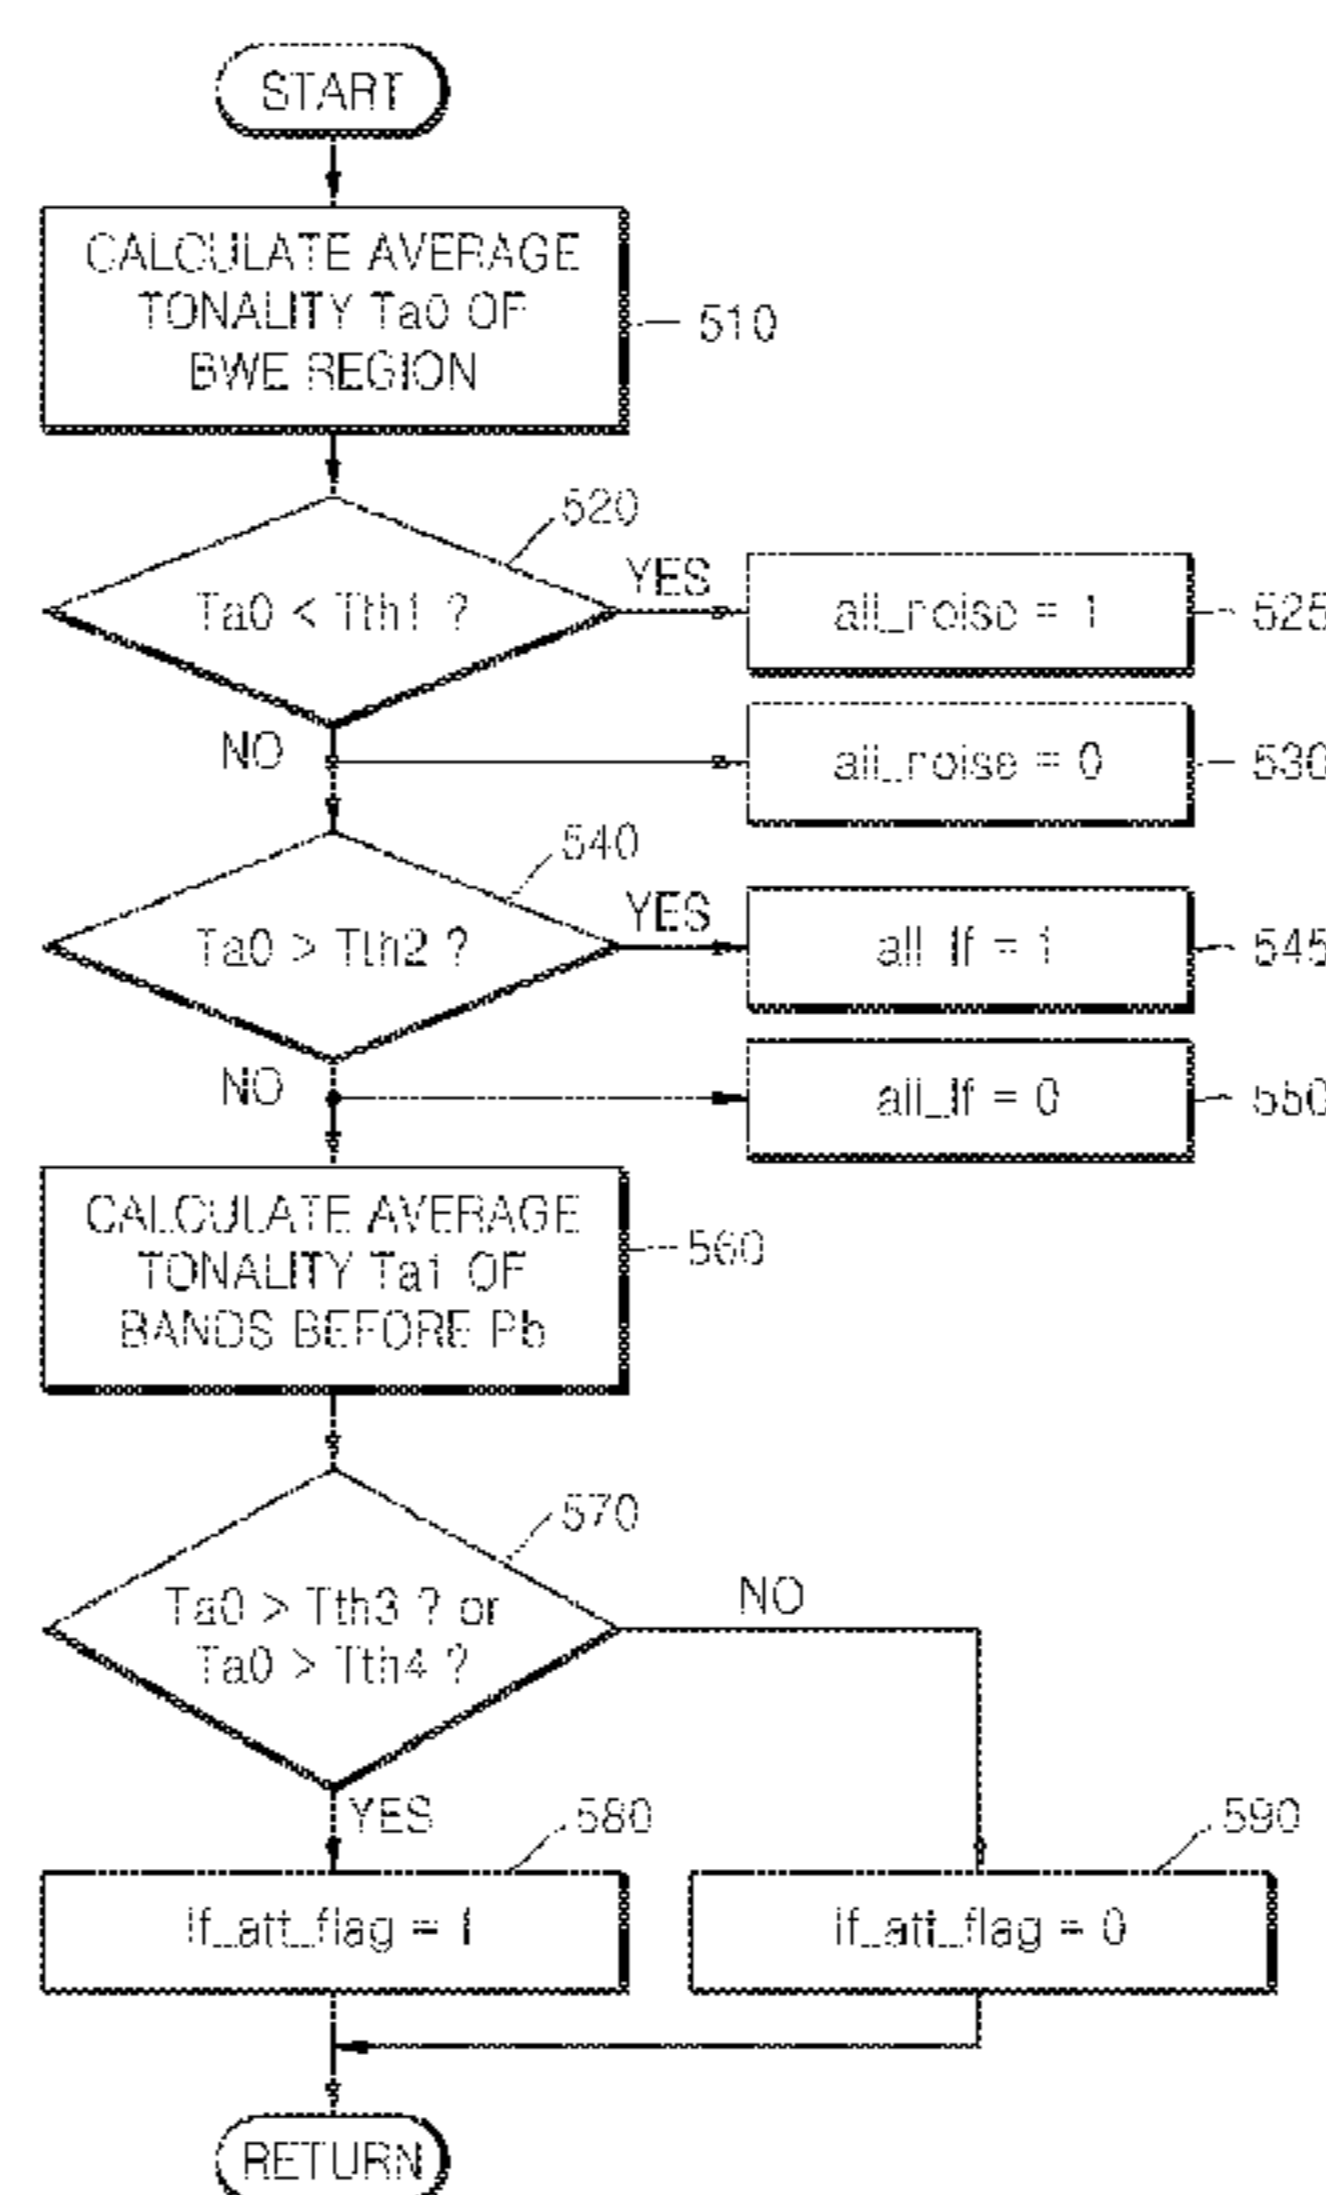 START
CALCULATE AVERAGE
TONALITY Ta0 OF
BWE REGION
510
520
Ta0 < Tth1 ?
YES
all_noise = 1
525
NO
all_noise = 0
530
540
Ta0 > Tth2 ?
YES
all_lf = 1
545
NO
all_lf = 0
550
CALCULATE AVERAGE
TONALITY Ta1 OF
BANDS BEFORE Pb
560
570
Ta0 > Tth3 ? or
Ta0 > Tth4 ?
NO
YES
580
590
lf_att_flag = 1
lf_att_flag = 0
RETURN